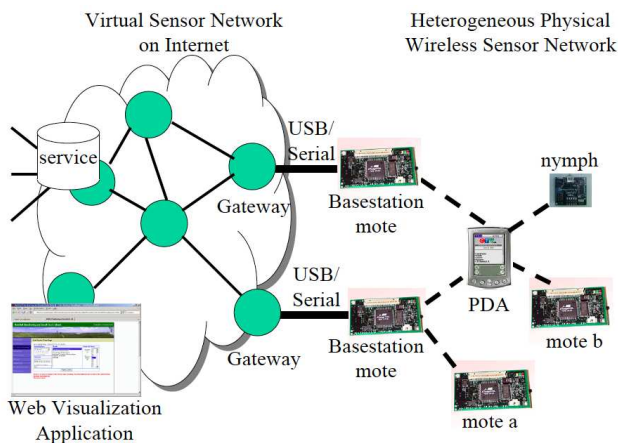 Virtual Sensor Network
on Internet
Heterogeneous Physical
Wireless Sensor Network
USB/
Serial
service
nymph
Gateway
Basestation
mote
USB/
Serial
PDA
Gateway
Basestation
mote
mote b
mote a
Web Visualization
Application